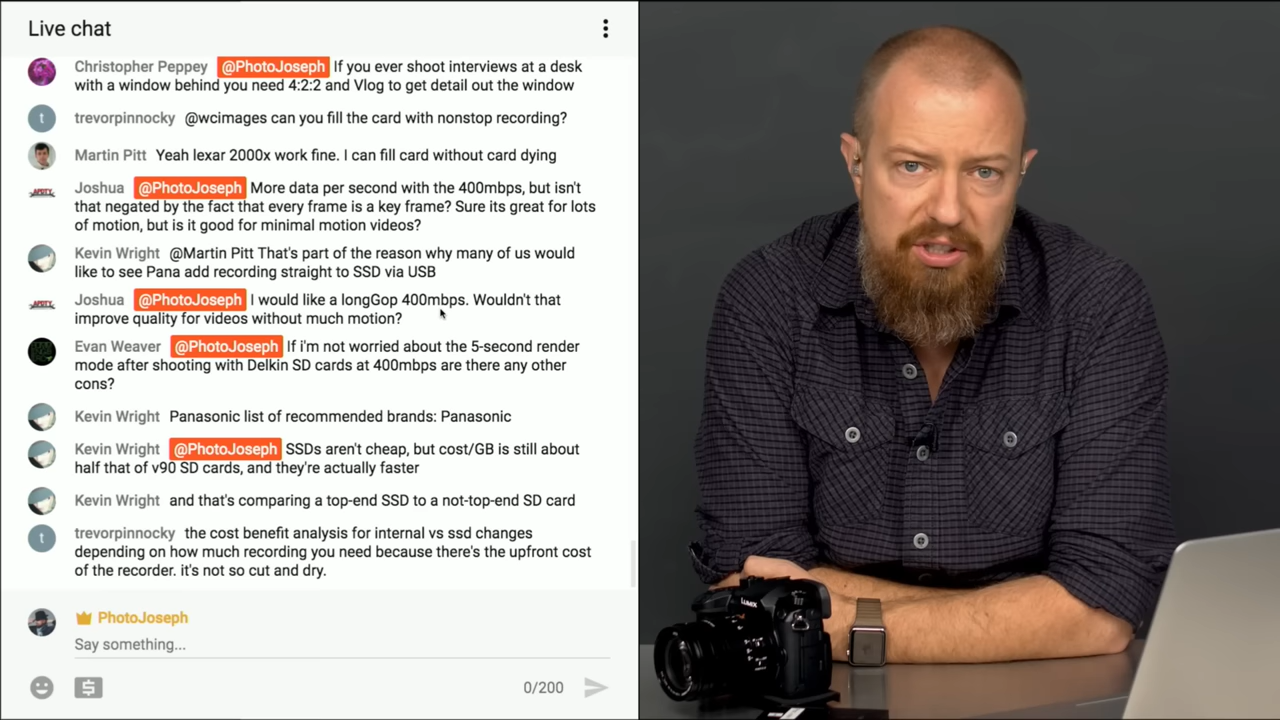 Live chat
Christopher Peppey @PhotoJoseph If you ever shoot interviews at a desk
with a window behind you need 4:2:2 and Vlog to get detail out the window
t
trevorpinnocky @wcimages can you fill the card with nonstop recording?
Martin Pitt Yeah lexar 2000x work fine. I can fill card without card dying
Joshua @PhotoJoseph More data per second with the 400mbps, but isn't
that negated by the fact that every frame is a key frame? Sure its great for lots
of motion, but is it good for minimal motion videos?
Kevin Wright @Martin Pitt That's part of the reason why many of us would
like to see Pana add recording straight to SSD via USB
Joshua @PhotoJoseph I would like a longGop 400mbps. Wouldn't that
improve quality for videos without much motion?
Evan Weaver @PhotoJoseph If i'm not worried about the 5-second render
mode after shooting with Delkin SD cards at 400mbps are there any other
cons?
Kevin Wright Panasonic list of recommended brands: Panasonic
Kevin Wright @PhotoJoseph SSDs aren't cheap, but cost/GB is still about
half that of v90 SD cards, and they're actually faster
Kevin Wright and that's comparing a top-end SSD to a not-top-end SD card
t
trevorpinnocky the cost benefit analysis for internal vs ssd changes
depending on how much recording you need because there's the upfront cost
of the recorder. it's not so cut and dry.
PhotoJoseph
Say something...
$
0/200
LUMIX